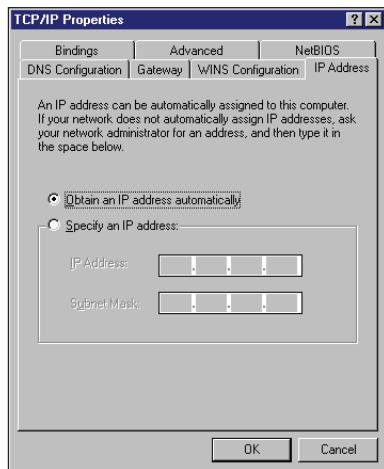 TCP/IP Properties
Bindings Advanced NetBIOS
DNS Configuration Gateway WINS Configuration IP Address
An IP address can be automatically assigned to this computer.
If your network does not automatically assign IP addresses, ask
your network administrator for an address, and then type it in
the space below.
Obtain an IP address automatically
Specify an IP address:
IP Address:
Subnet Mask:
OK Cancel